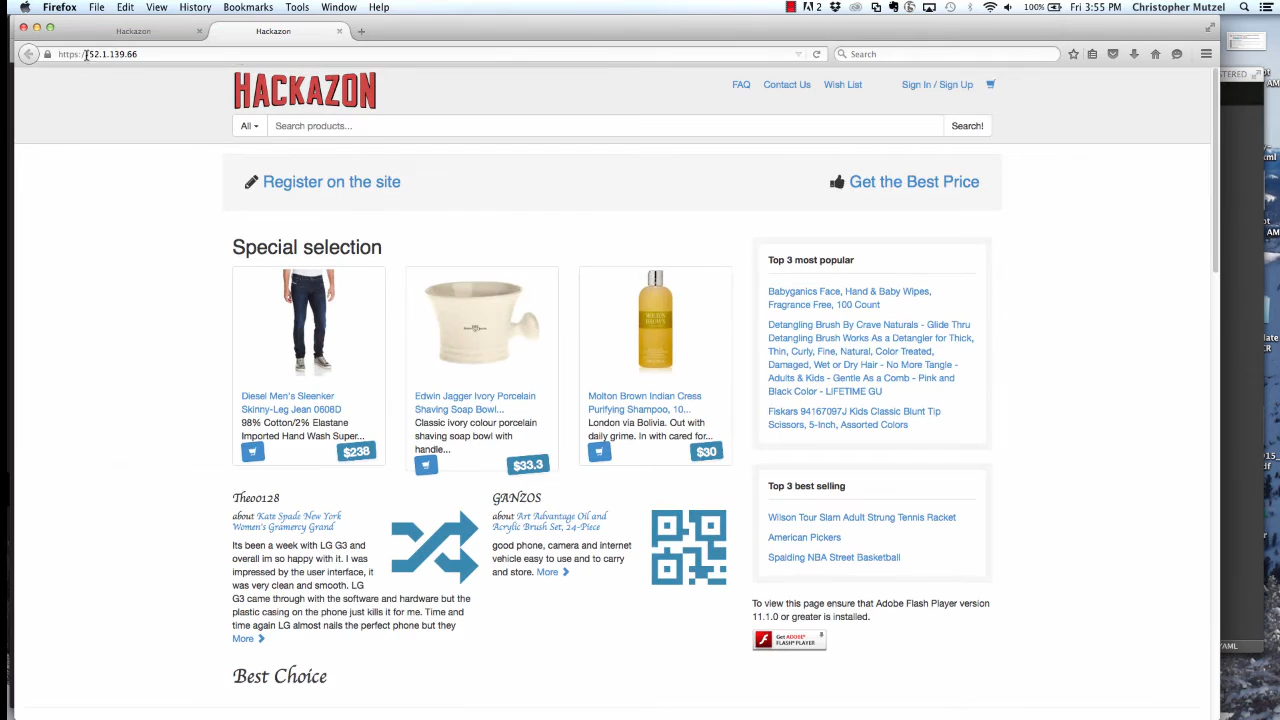 Firefox File Edit View History Bookmarks Tools Window Help 2 100% Fri 3:55 PM Christopher Mutzel
Hackazon Hackazon
https://52.1.139.66 Search
HACKAZON
FAQ Contact Us Wish List Sign In / Sign Up
All Search products... Search!
Register on the site Get the Best Price
Special selection
Diesel Men's Sleenker
Skinny-Leg Jean 0608D
98% Cotton/2% Elastane
Imported Hand Wash Super...
$238
Edwin Jagger Ivory Porcelain
Shaving Soap Bowl...
Classic ivory colour porcelain
shaving soap bowl with
handle...
$33.3
MOLTON
BROWN
Molton Brown Indian Cress
Purifying Shampoo, 10...
London via Bolivia. Out with
daily grime. In with cared for...
$30
Top 3 most popular
Babyganics Face, Hand & Baby Wipes,
Fragrance Free, 100 Count
Detangling Brush By Crave Naturals - Glide Thru
Detangling Brush Works As a Detangler for Thick,
Thin, Curly, Fine, Natural, Color Treated,
Damaged, Wet or Dry Hair - No More Tangle -
Adults & Kids - Gentle As a Comb - Pink and
Black Color - LIFETIME GU
Fiskars 94167097J Kids Classic Blunt Tip
Scissors, 5-Inch, Assorted Colors
Top 3 best selling
Wilson Tour Slam Adult Strung Tennis Racket
American Pickers
Spalding NBA Street Basketball
Theo0128
about Kate Spade New York
Women's Gramercy Grand
Its been a week with LG G3 and
overall im so happy with it. I was
impressed by the user interface, it
was very clean and smooth. LG
G3 came through with the software and hardware but the
plastic casing on the phone just kills it for me. Time and
time again LG almost nails the perfect phone but they
More
GANZOS
about Art Advantage Oil and
Acrylic Brush Set, 24-Piece
good phone, camera and internet
vehicle easy to use and to carry
and store. More
To view this page ensure that Adobe Flash Player version
11.1.0 or greater is installed.
Get ADOBE
FLASH PLAYER
Best Choice